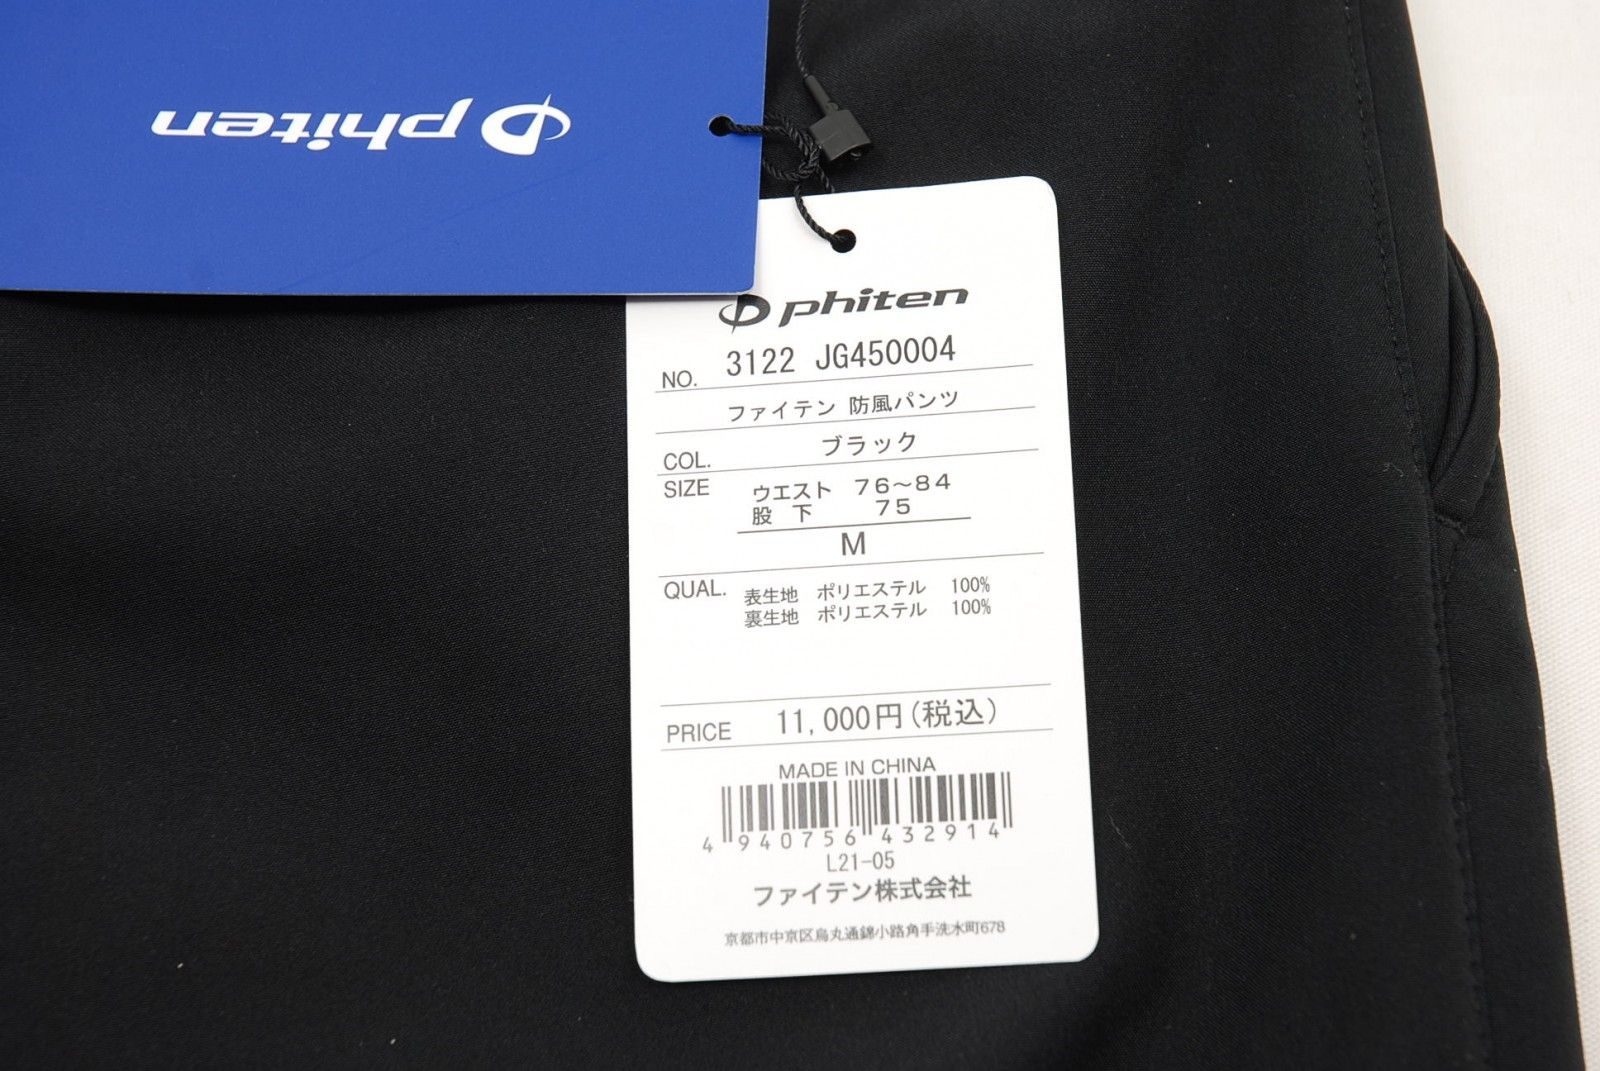 phiten
phiten
NO. 3122 JG450004
ファイテン 防風パンツ
COL. ブラック
SIZE ウエスト 76～84
股下 75
M
QUAL. 表生地 ポリエステル 100%
裏生地 ポリエステル 100%
PRICE 11,000円(税込)
MADE IN CHINA
4 940756 432914
L21-05
ファイテン株式会社
京都市中京区烏丸通錦小路角手洗水町678